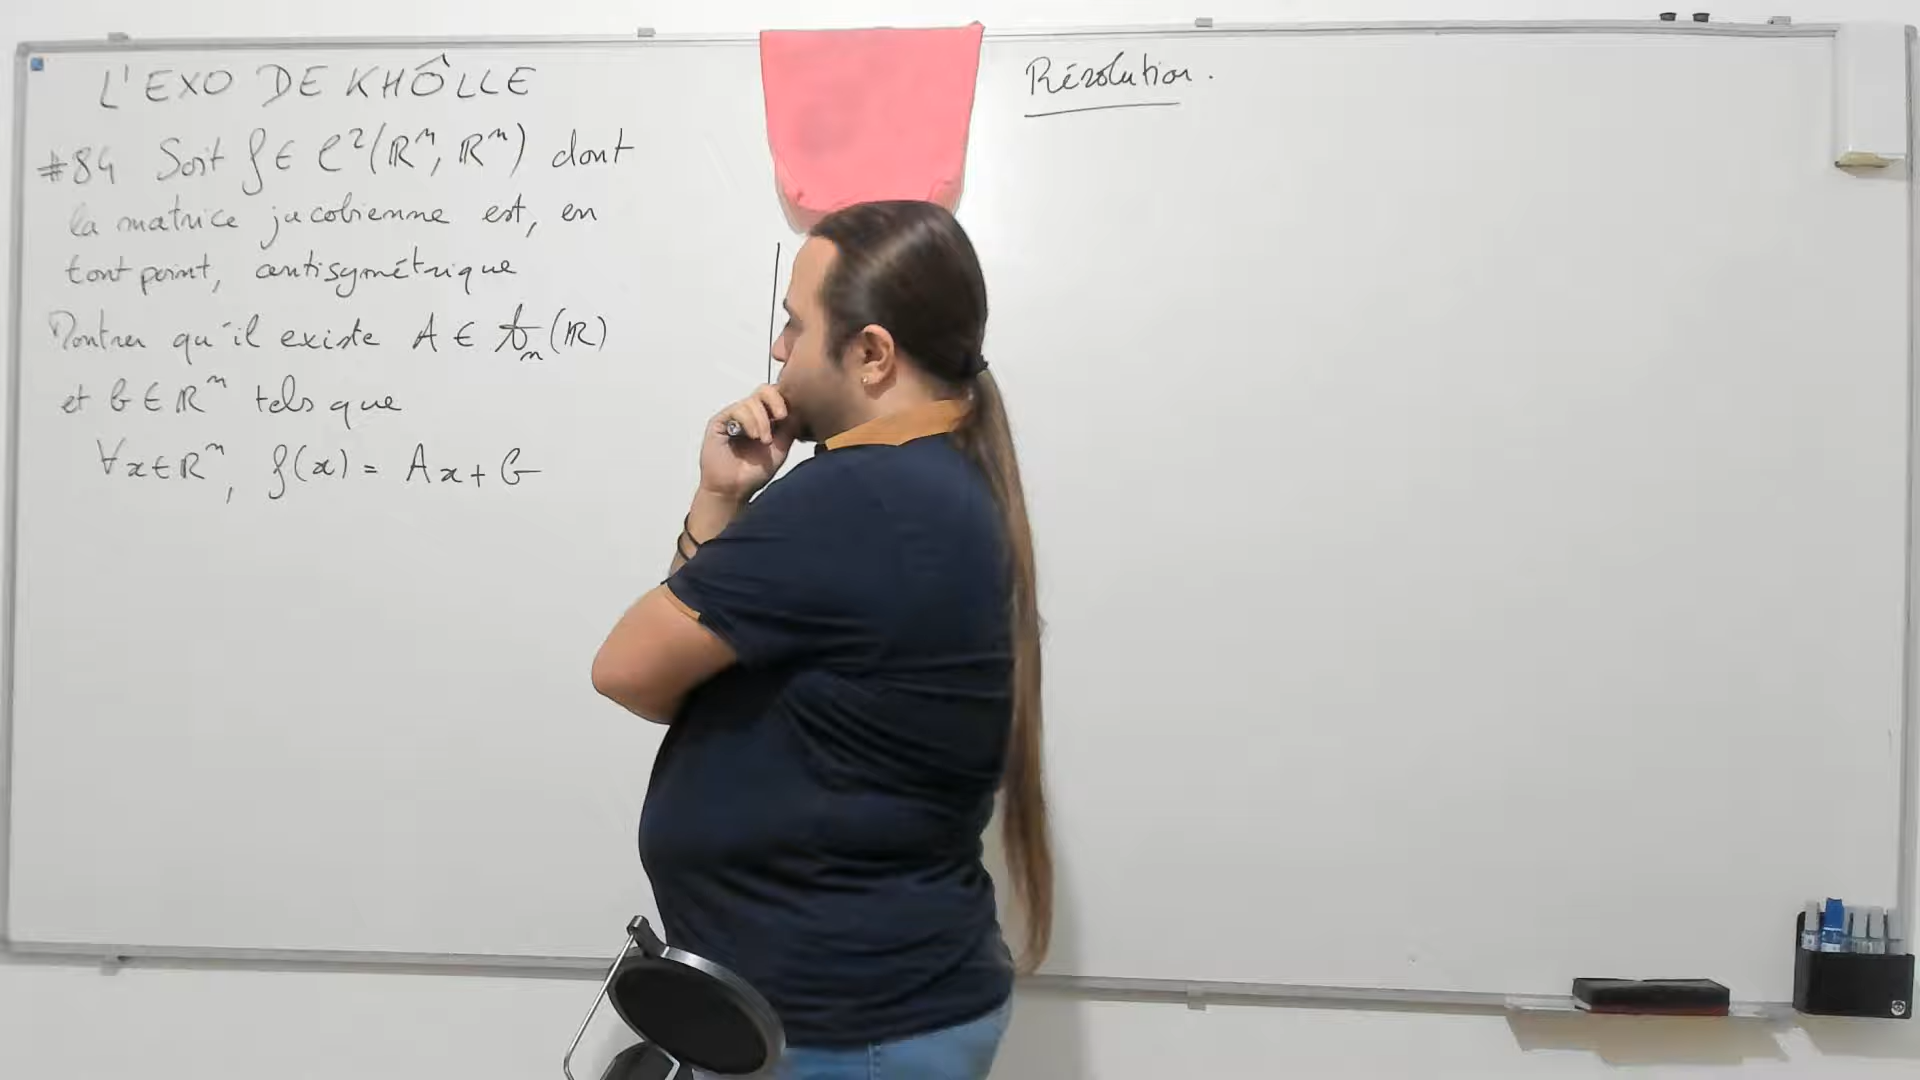 L'EXO DE KHÔLLE
#84 Soit f ∈ C²(ℝⁿ, ℝⁿ) dont
la matrice jacobienne est, en
tout point, antisymétrique
Montrer qu'il existe A ∈ 𝒜ₙ(ℝ)
et b ∈ ℝⁿ tels que
∀x ∈ ℝⁿ, f(x) = Ax + b
Résolution.